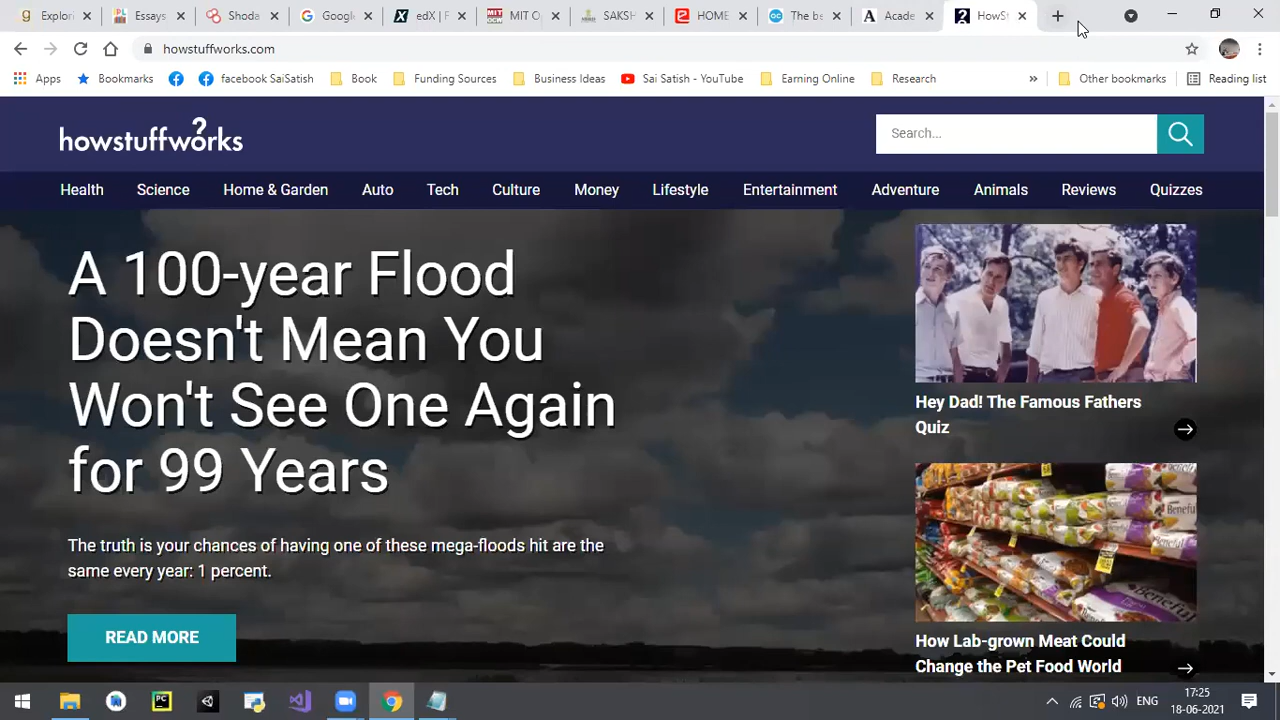 Explor
Essays
Shod
Google
edX | F
MIT O
SAKSH
HOME
The be
Acade
HowSt
howstuffworks.com
Apps
Bookmarks
facebook SaiSatish
Book
Funding Sources
Business Ideas
Sai Satish - YouTube
Earning Online
Research
»
Other bookmarks
Reading list
howstuffworks
Search...
Health Science Home & Garden Auto Tech Culture Money Lifestyle Entertainment Adventure Animals Reviews Quizzes
A 100-year Flood
Doesn't Mean You
Won't See One Again
for 99 Years
The truth is your chances of having one of these mega-floods hit are the
same every year: 1 percent.
READ MORE
Hey Dad! The Famous Fathers
Quiz
How Lab-grown Meat Could
Change the Pet Food World
ENG
17:25
18-06-2021